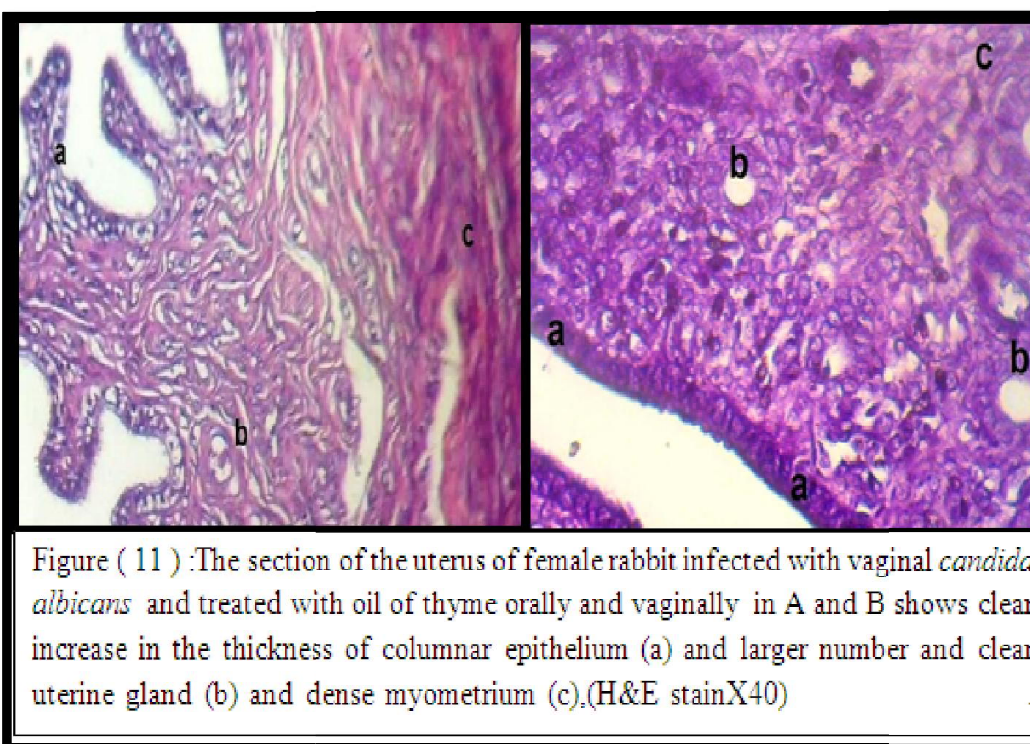 a
b
c
c
b
a
b
a
Figure ( 11 ) :The section of the uterus of female rabbit infected with vaginal candida
albicans and treated with oil of thyme orally and vaginally in A and B shows clear
increase in the thickness of columnar epithelium (a) and larger number and clear
uterine gland (b) and dense myometrium (c),(H&E stainX40)